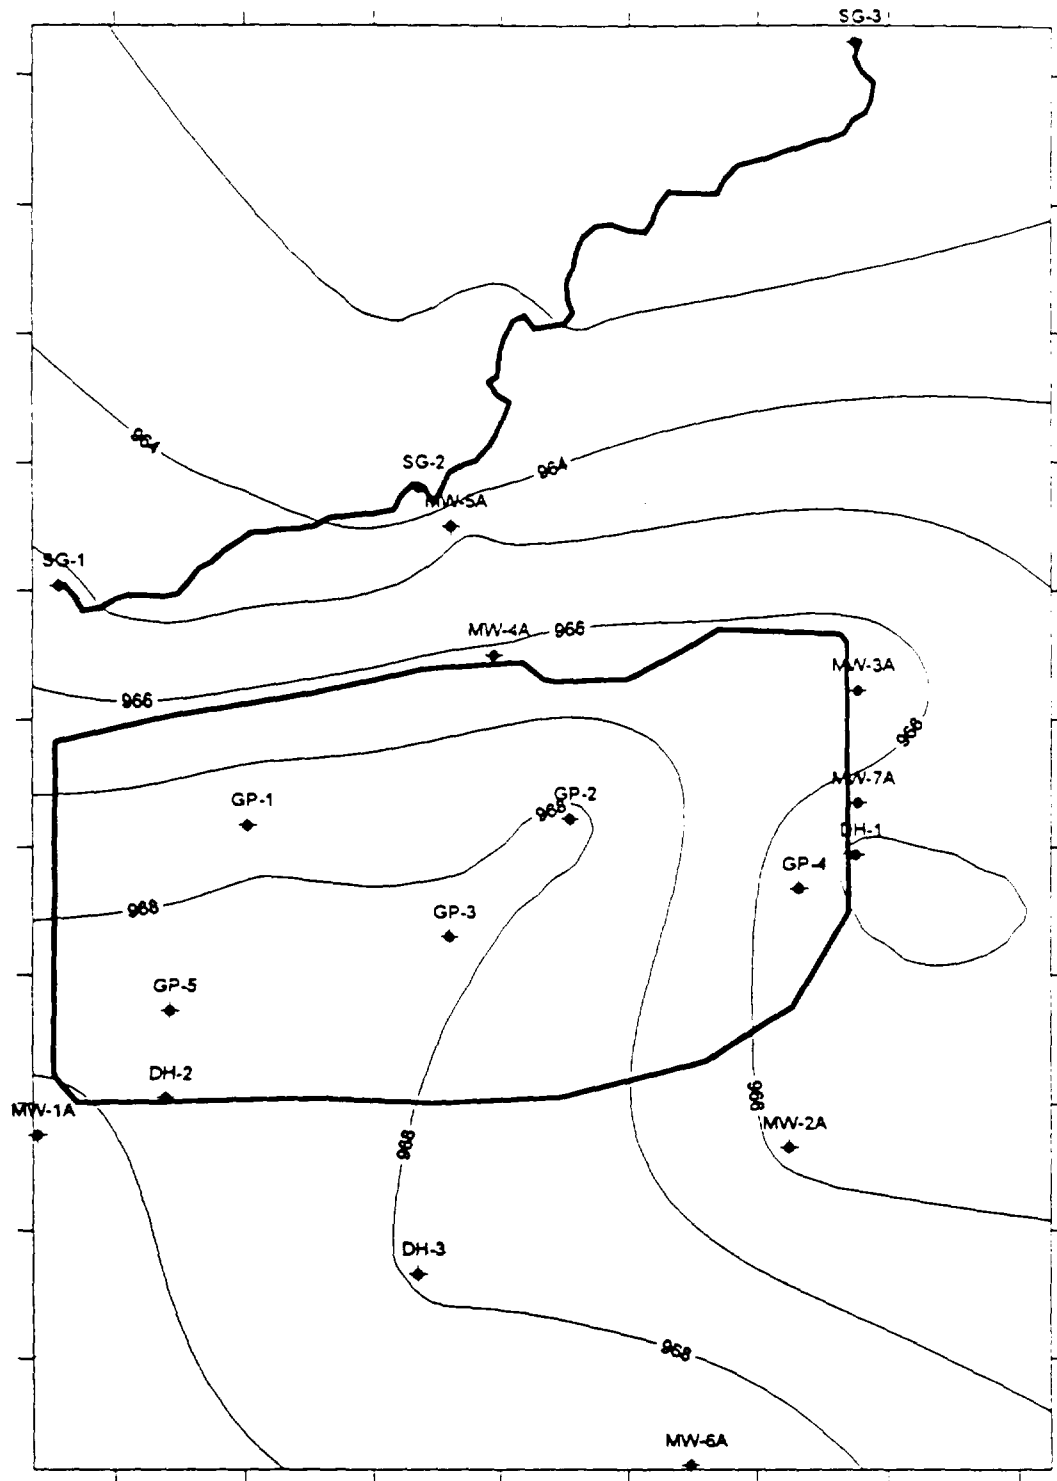 SG-3
964
SG-2
964
MW-5A
SG-1
MW-4A
966
MW-3A
966
966
MW-7A
GP-1
GP-2
968
DH-1
GP-4
968
GP-3
GP-5
DH-2
966
MW-1A
MW-2A
968
DH-3
968
MW-6A